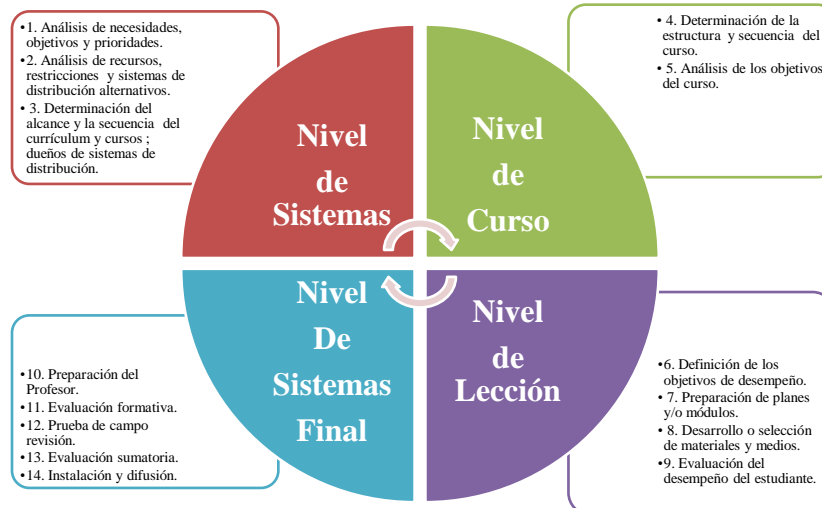 •1. Análisis de necesidades,
objetivos y prioridades.
•2. Análisis de recursos,
restricciones y sistemas de
distribución alternativos.
•3. Determinación del
alcance y la secuencia del
currículum y cursos ;
dueños de sistemas de
distribución.
Nivel
de
Sistemas
Nivel
de
Curso
•4. Determinación de la
estructura y secuencia del
curso.
•5. Análisis de los objetivos
del curso.
•10. Preparación del
Profesor.
•11. Evaluación formativa.
•12. Prueba de campo
revisión.
•13. Evaluación sumatoria.
•14. Instalación y difusión.
Nivel
De
Sistemas
Final
Nivel
de
Lección
•6. Definición de los
objetivos de desempeño.
•7. Preparación de planes
y/o módulos.
•8. Desarrollo o selección
de materiales y medios.
•9. Evaluación del
desempeño del estudiante.